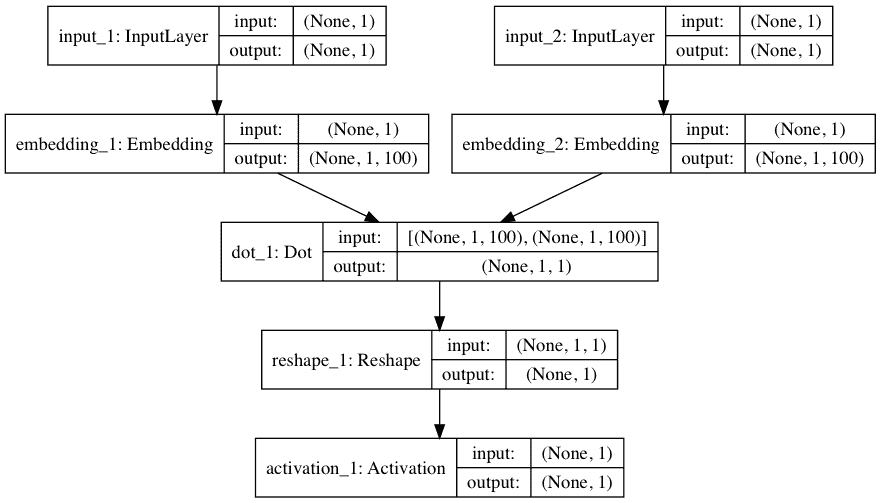 input_1: InputLayer input: (None, 1)
output: (None, 1)
input_2: InputLayer input: (None, 1)
output: (None, 1)
embedding_1: Embedding input: (None, 1)
output: (None, 1, 100)
embedding_2: Embedding input: (None, 1)
output: (None, 1, 100)
dot_1: Dot input: [(None, 1, 100), (None, 1, 100)]
output: (None, 1, 1)
reshape_1: Reshape input: (None, 1, 1)
output: (None, 1)
activation_1: Activation input: (None, 1)
output: (None, 1)